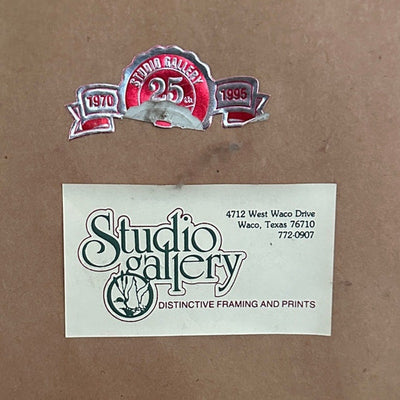 STUDIO GALLERY
1970 25th 1995
4712 West Waco Drive
Waco, Texas 76710
772-0907
Studio
gallery
DISTINCTIVE FRAMING AND PRINTS